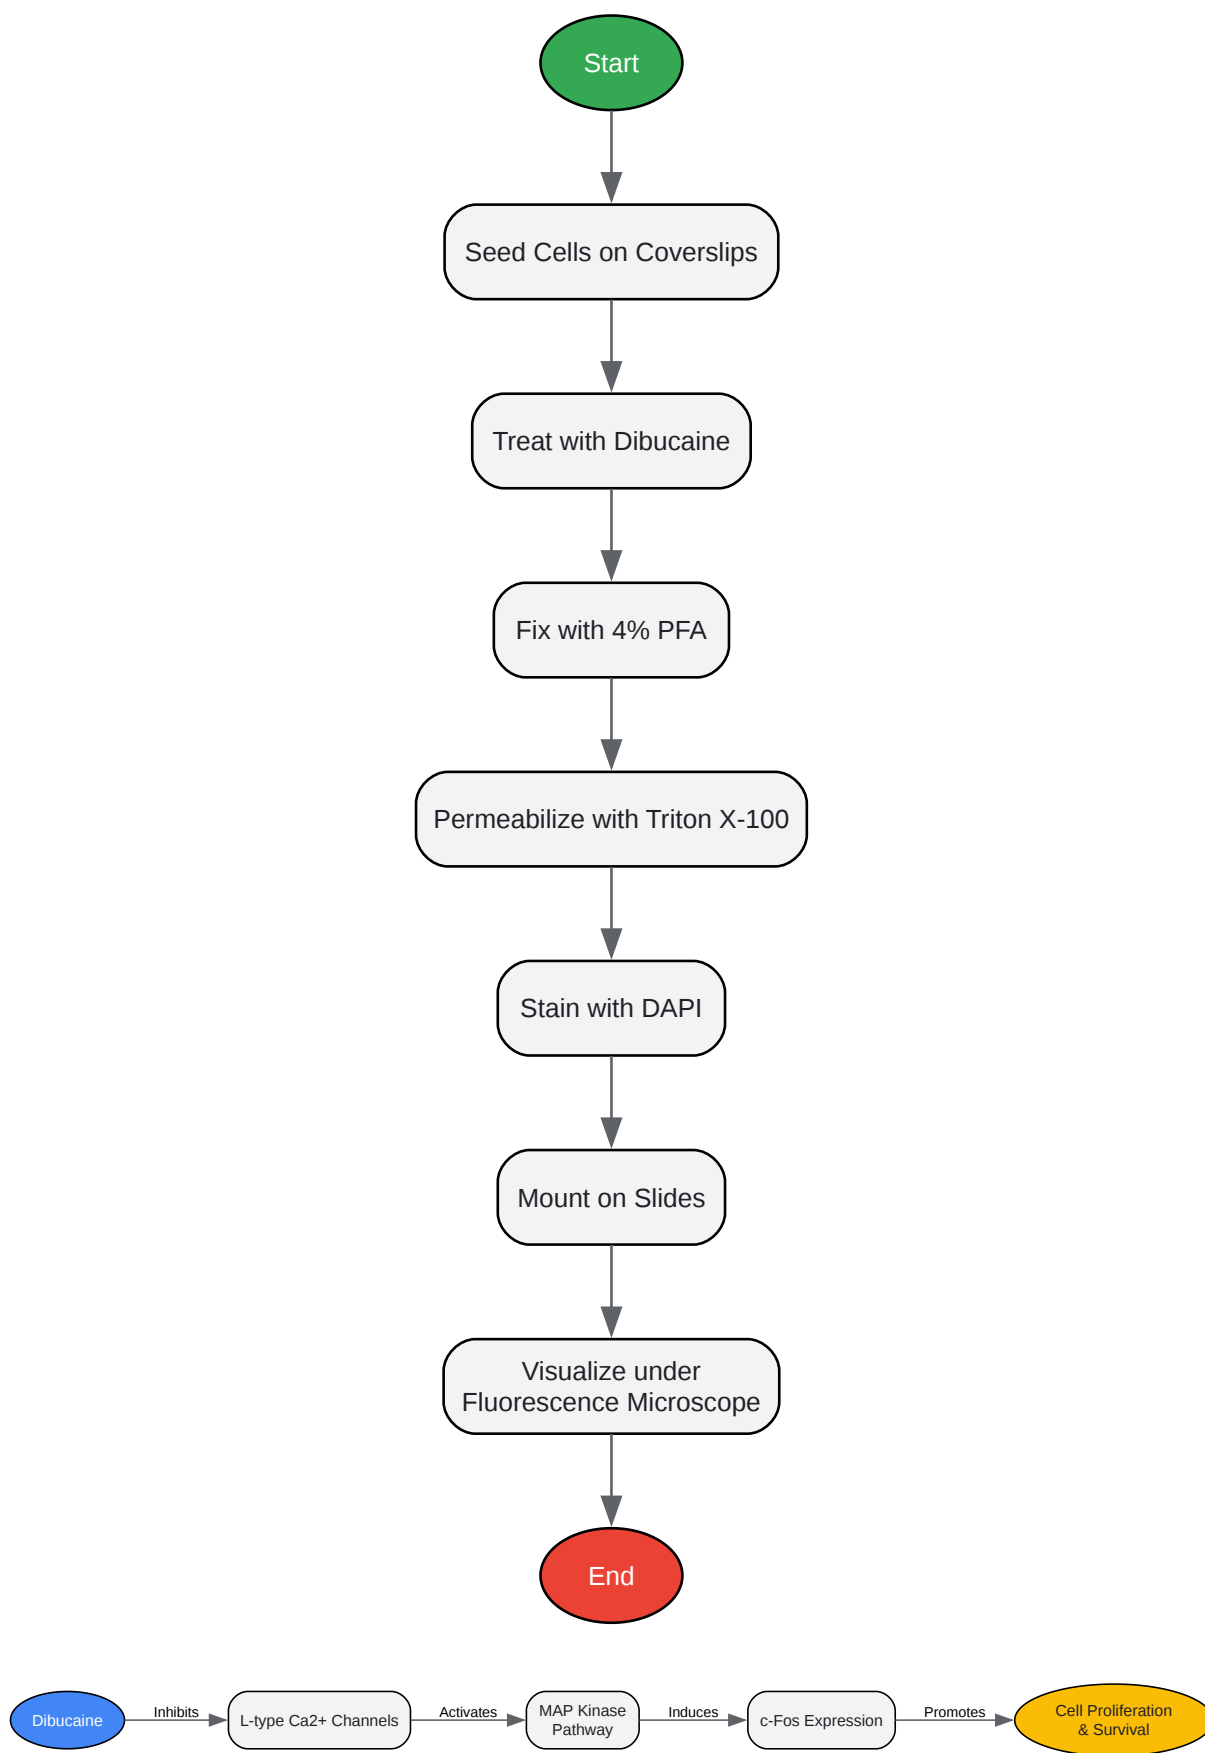 Start
Seed Cells on Coverslips
Treat with Dibucaine
Fix with 4% PFA
Permeabilize with Triton X-100
Stain with DAPI
Mount on Slides
Visualize under
Fluorescence Microscope
End
Dibucaine
Inhibits
L-type Ca2+ Channels
Activates
MAP Kinase
Pathway
Induces
c-Fos Expression
Promotes
Cell Proliferation
& Survival